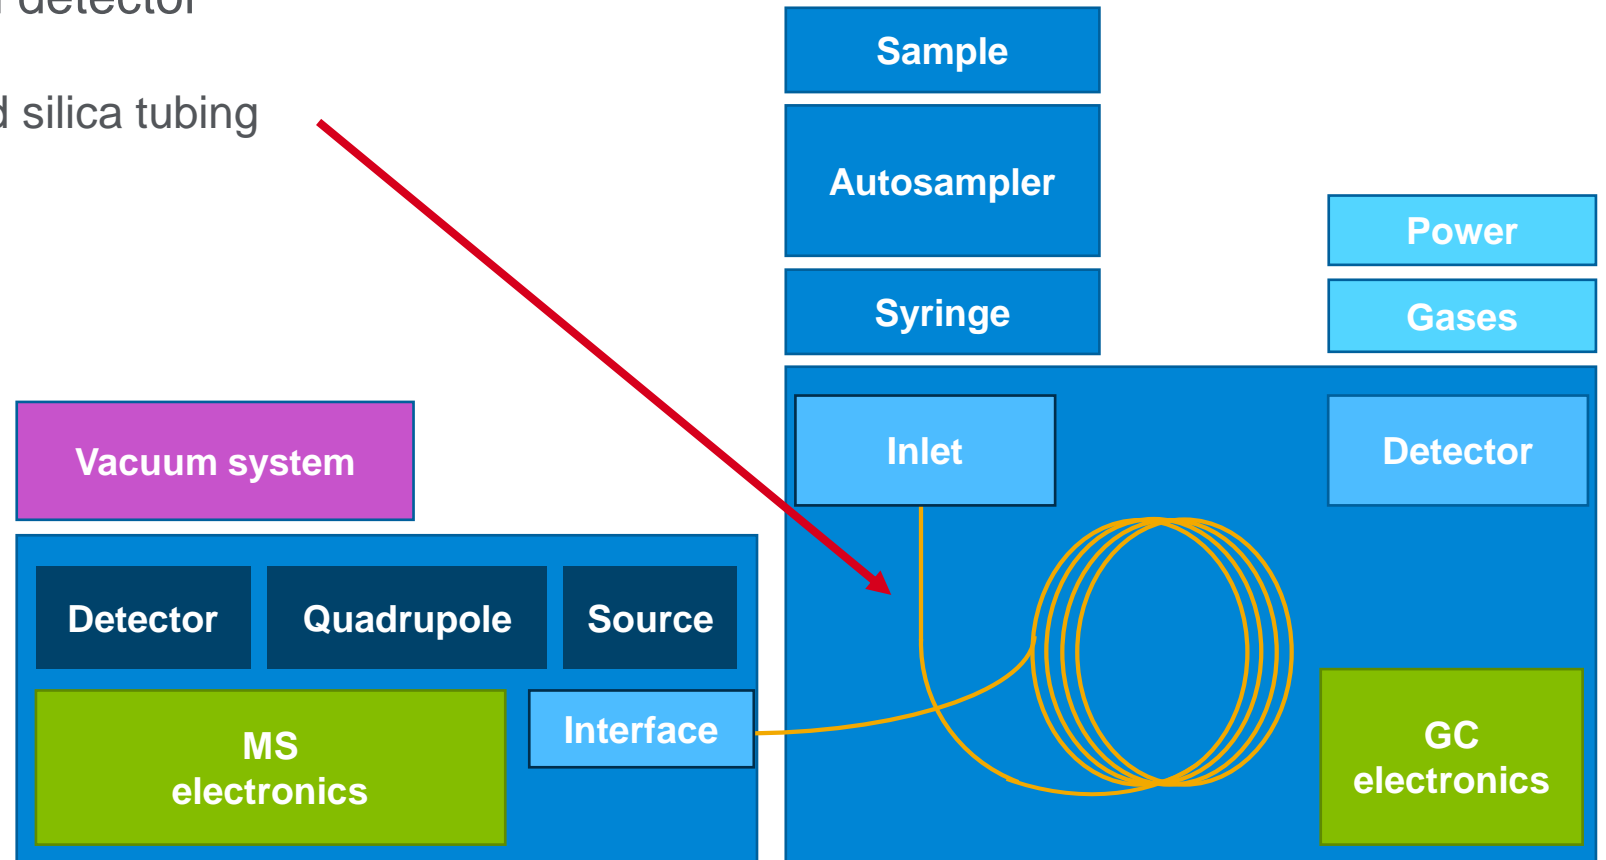 detector
silica tubing
Sample
Autosampler
Syringe
Power
Gases
Vacuum system
Inlet
Detector
Detector
Quadrupole
Source
MS
electronics
Interface
GC
electronics